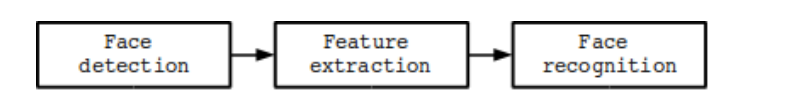 Face
detection
Feature
extraction
Face
recognition